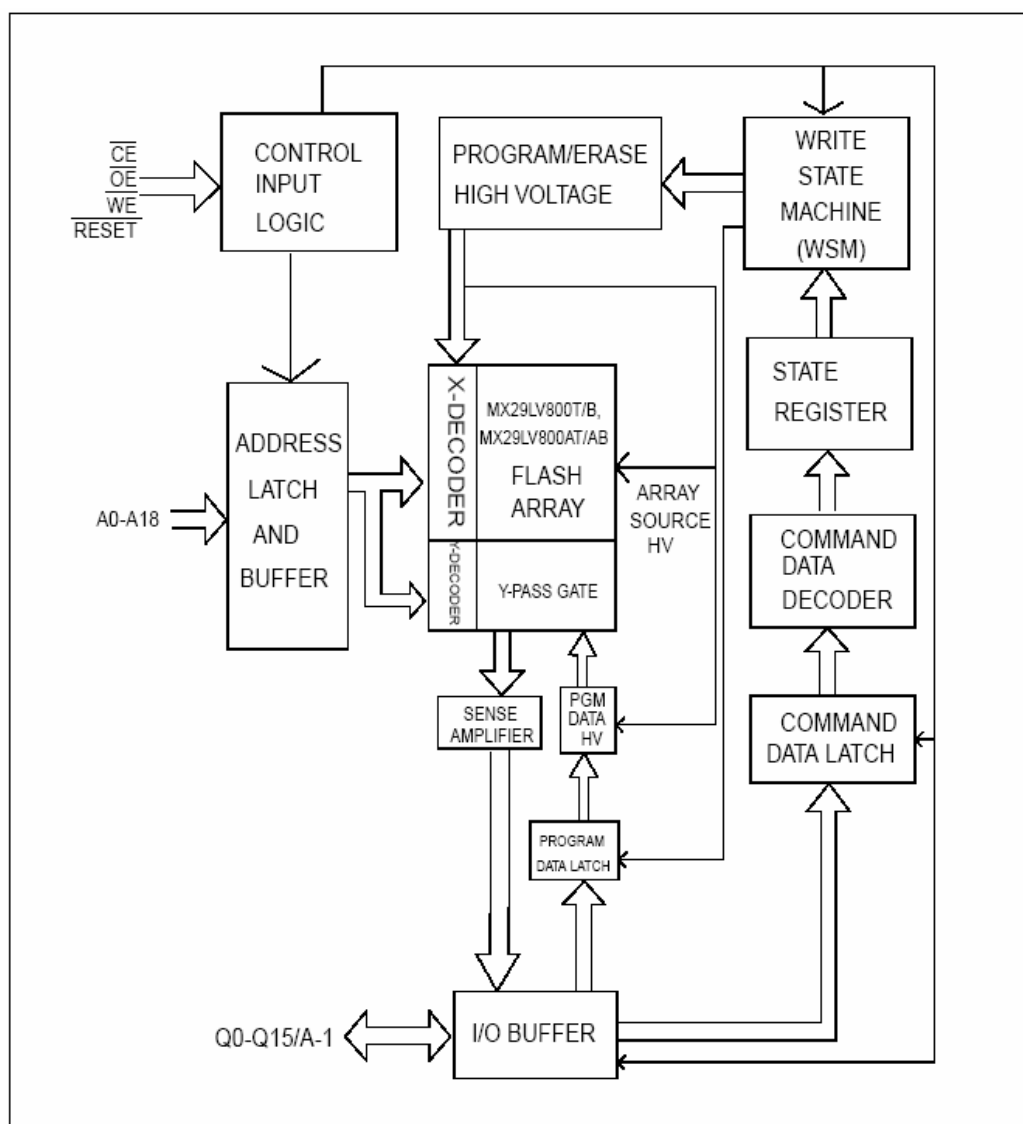 CE
OE
WE
RESET
CONTROL
INPUT
LOGIC
PROGRAM/ERASE
HIGH VOLTAGE
WRITE
STATE
MACHINE
(WSM)
STATE
REGISTER
A0-A18
ADDRESS
LATCH
AND
BUFFER
X-DECODER
MX29LV800T/B,
MX29LV800AT/AB
FLASH
ARRAY
ARRAY
SOURCE
HV
Y-DECODER
Y-PASS GATE
COMMAND
DATA
DECODER
SENSE
AMPLIFIER
PGM
DATA
HV
COMMAND
DATA LATCH
PROGRAM
DATA LATCH
Q0-Q15/A-1
I/O BUFFER